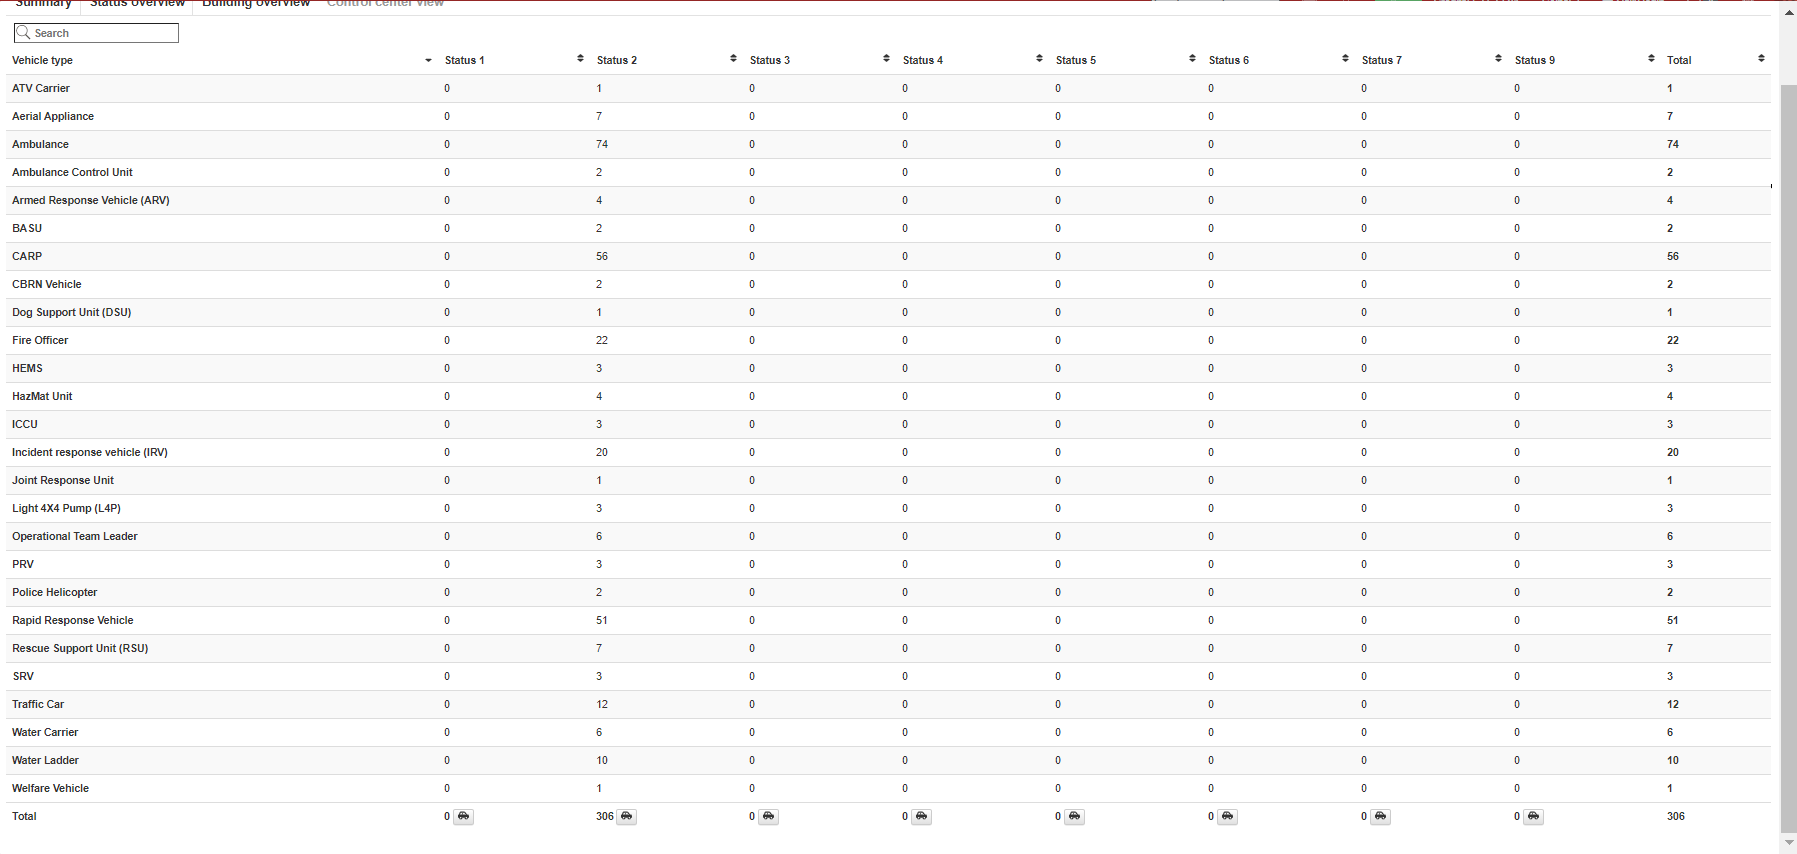 Summary Status overview Building overview Control center view
Search
Vehicle type Status 1 Status 2 Status 3 Status 4 Status 5 Status 6 Status 7 Status 9 Total
ATV Carrier 0 1 0 0 0 0 0 0 1
Aerial Appliance 0 7 0 0 0 0 0 0 7
Ambulance 0 74 0 0 0 0 0 0 74
Ambulance Control Unit 0 2 0 0 0 0 0 0 2
Armed Response Vehicle (ARV) 0 4 0 0 0 0 0 0 4
BASU 0 2 0 0 0 0 0 0 2
CARP 0 56 0 0 0 0 0 0 56
CBRN Vehicle 0 2 0 0 0 0 0 0 2
Dog Support Unit (DSU) 0 1 0 0 0 0 0 0 1
Fire Officer 0 22 0 0 0 0 0 0 22
HEMS 0 3 0 0 0 0 0 0 3
HazMat Unit 0 4 0 0 0 0 0 0 4
ICCU 0 3 0 0 0 0 0 0 3
Incident response vehicle (IRV) 0 20 0 0 0 0 0 0 20
Joint Response Unit 0 1 0 0 0 0 0 0 1
Light 4X4 Pump (L4P) 0 3 0 0 0 0 0 0 3
Operational Team Leader 0 6 0 0 0 0 0 0 6
PRV 0 3 0 0 0 0 0 0 3
Police Helicopter 0 2 0 0 0 0 0 0 2
Rapid Response Vehicle 0 51 0 0 0 0 0 0 51
Rescue Support Unit (RSU) 0 7 0 0 0 0 0 0 7
SRV 0 3 0 0 0 0 0 0 3
Traffic Car 0 12 0 0 0 0 0 0 12
Water Carrier 0 6 0 0 0 0 0 0 6
Water Ladder 0 10 0 0 0 0 0 0 10
Welfare Vehicle 0 1 0 0 0 0 0 0 1
Total 0 306 0 0 0 0 0 0 306